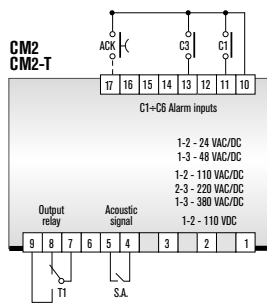 CM2
CM2-T
ACK C3 C1
17 16 15 14 13 12 11 10
C1÷C6 Alarm inputs
1-2 - 24 VAC/DC
1-3 - 48 VAC/DC
1-2 - 110 VAC/DC
2-3 - 220 VAC/DC
1-3 - 380 VAC/DC
1-2 - 110 VDC
Output
relay
Acoustic
signal
9 8 7 6 5 4 3 2 1
T1 S.A.